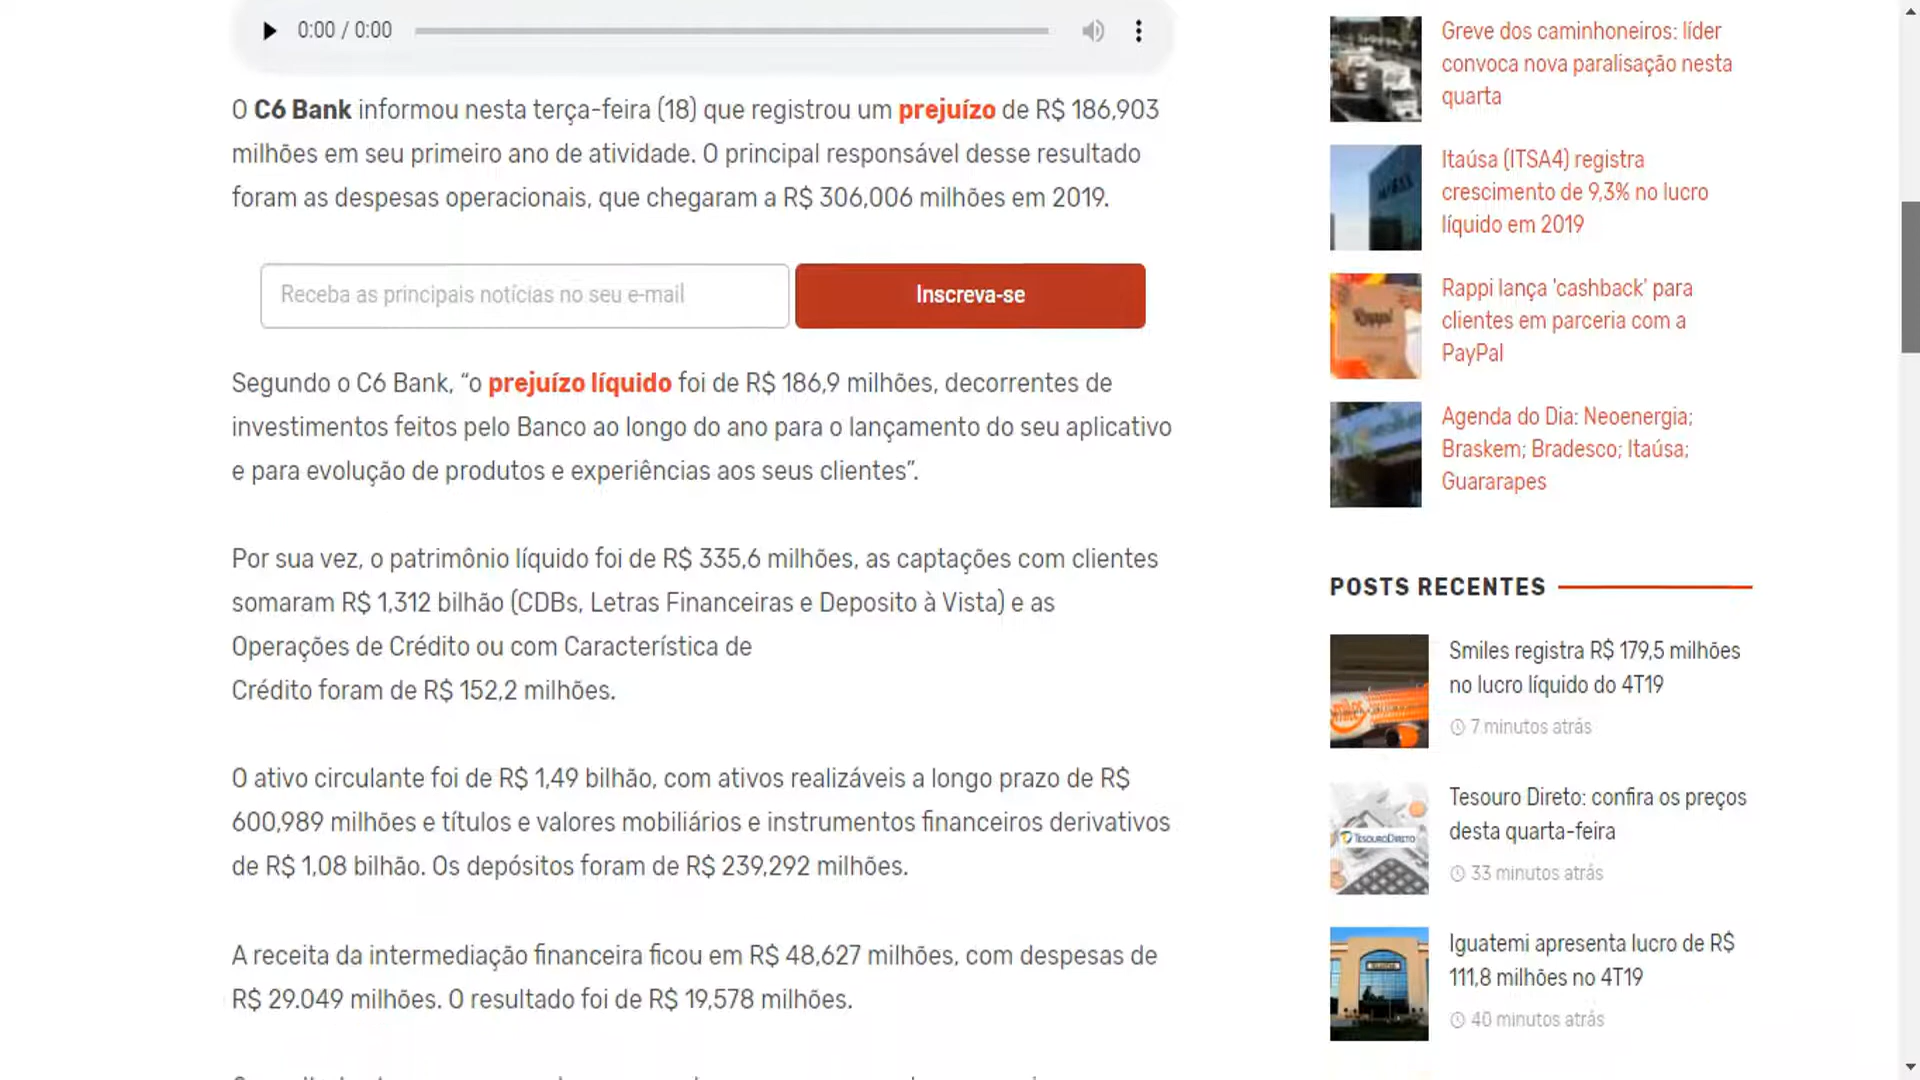 0:00 / 0:00
O C6 Bank informou nesta terça-feira (18) que registrou um prejuízo de R$ 186,903
milhões em seu primeiro ano de atividade. O principal responsável desse resultado
foram as despesas operacionais, que chegaram a R$ 306,006 milhões em 2019.
Receba as principais notícias no seu e-mail
Inscreva-se
Segundo o C6 Bank, “o prejuízo líquido foi de R$ 186,9 milhões, decorrentes de
investimentos feitos pelo Banco ao longo do ano para o lançamento do seu aplicativo
e para evolução de produtos e experiências aos seus clientes”.
Por sua vez, o patrimônio líquido foi de R$ 335,6 milhões, as captações com clientes
somaram R$ 1,312 bilhão (CDBs, Letras Financeiras e Deposito à Vista) e as
Operações de Crédito ou com Característica de
Crédito foram de R$ 152,2 milhões.
O ativo circulante foi de R$ 1,49 bilhão, com ativos realizáveis a longo prazo de R$
600,989 milhões e títulos e valores mobiliários e instrumentos financeiros derivativos
de R$ 1,08 bilhão. Os depósitos foram de R$ 239,292 milhões.
A receita da intermediação financeira ficou em R$ 48,627 milhões, com despesas de
R$ 29.049 milhões. O resultado foi de R$ 19,578 milhões.
Greve dos caminhoneiros: líder
convoca nova paralisação nesta
quarta
Itaúsa (ITSA4) registra
crescimento de 9,3% no lucro
líquido em 2019
Rappi
Rappi lança 'cashback' para
clientes em parceria com a
PayPal
Agenda do Dia: Neoenergia;
Braskem; Bradesco; Itaúsa;
Guararapes
POSTS RECENTES
Smiles registra R$ 179,5 milhões
no lucro líquido do 4T19
7 minutos atrás
TESOURODIRETO
Tesouro Direto: confira os preços
desta quarta-feira
33 minutos atrás
Iguatemi apresenta lucro de R$
111,8 milhões no 4T19
40 minutos atrás